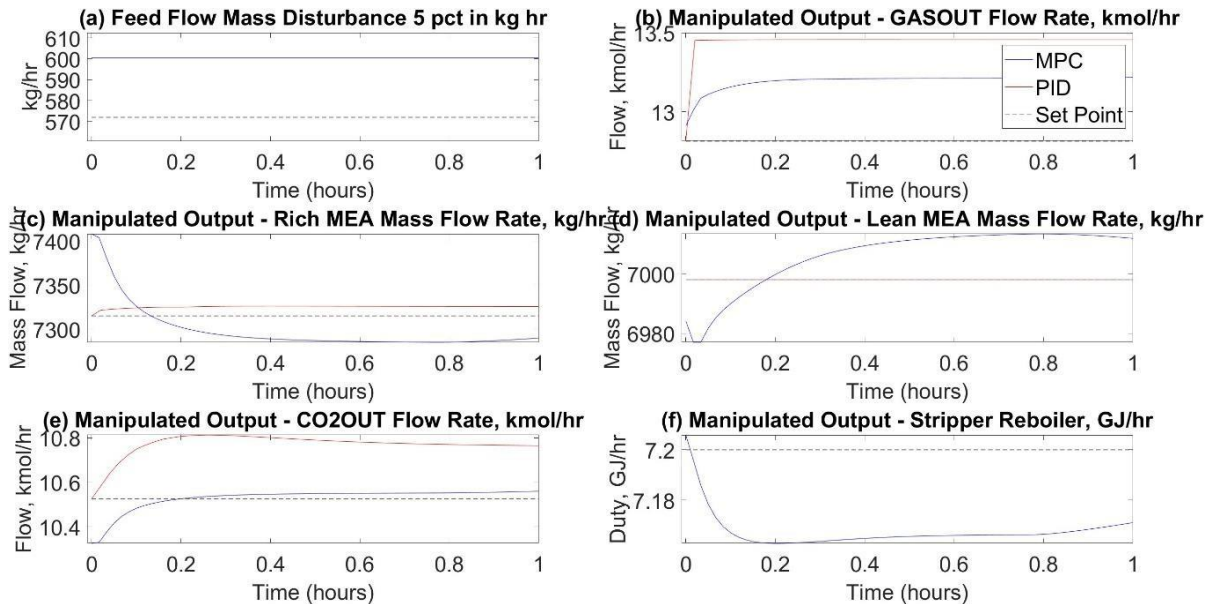 (a) Feed Flow Mass Disturbance 5 pct in kg hr
610
600
590
580
570
kg/hr
0 0.2 0.4 0.6 0.8 1
Time (hours)
(b) Manipulated Output - GASOUT Flow Rate, kmol/hr
13.5
13
Flow, kmol/hr
MPC
PID
Set Point
0 0.2 0.4 0.6 0.8 1
Time (hours)
(c) Manipulated Output - Rich MEA Mass Flow Rate, kg/hr
7400
7350
7300
Mass Flow, kg/hr
0 0.2 0.4 0.6 0.8 1
Time (hours)
(d) Manipulated Output - Lean MEA Mass Flow Rate, kg/hr
7000
6980
Mass Flow, kg/hr
0 0.2 0.4 0.6 0.8 1
Time (hours)
(e) Manipulated Output - CO2OUT Flow Rate, kmol/hr
10.8
10.6
10.4
Flow, kmol/hr
0 0.2 0.4 0.6 0.8 1
Time (hours)
(f) Manipulated Output - Stripper Reboiler, GJ/hr
7.2
7.18
Duty, GJ/hr
0 0.2 0.4 0.6 0.8 1
Time (hours)